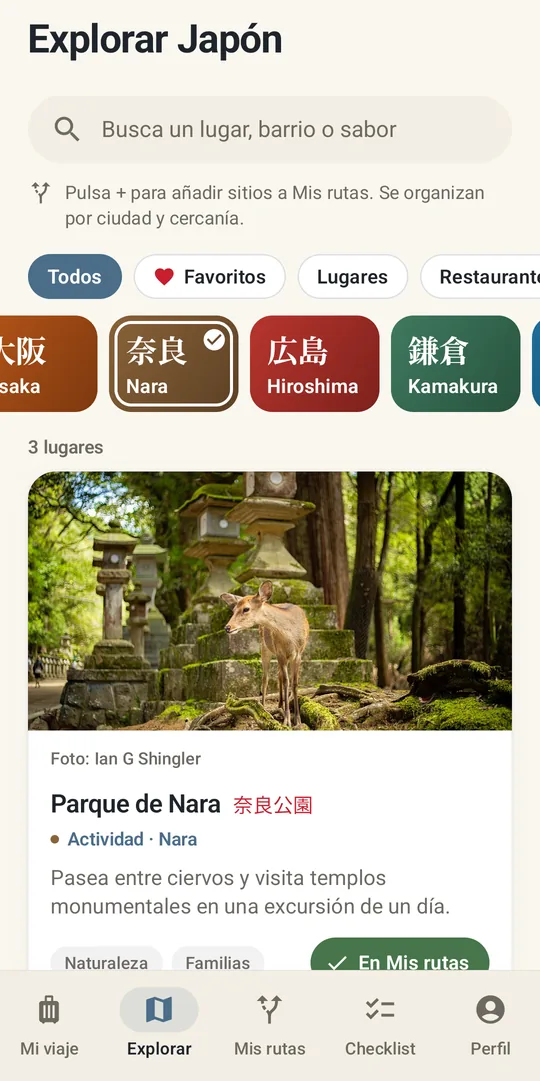 Explorar Japón
Busca un lugar, barrio o sabor
Pulsa + para añadir sitios a Mis rutas. Se organizan
por ciudad y cercanía.
Todos
Favoritos
Lugares
Restaurante
大阪
saka
奈良
Nara
広島
Hiroshima
鎌倉
Kamakura
3 lugares
Foto: Ian G Shingler
Parque de Nara 奈良公園
Actividad · Nara
Pasea entre ciervos y visita templos
monumentales en una excursión de un día.
Naturaleza
Familias
En Mis rutas
Mi viaje
Explorar
Mis rutas
Checklist
Perfil